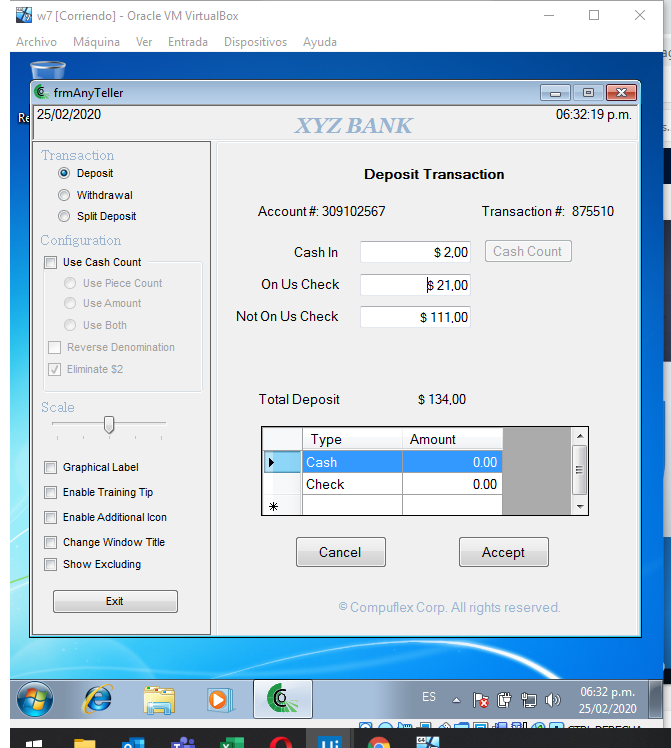 w7 [Corriendo] - Oracle VM VirtualBox
Archivo Máquina Ver Entrada Dispositivos Ayuda
frmAnyTeller
25/02/2020
XYZ BANK
06:32:19 p.m.
Transaction
Deposit
Withdrawal
Split Deposit
Configuration
Use Cash Count
Use Piece Count
Use Amount
Use Both
Reverse Denomination
Eliminate $2
Scale
Graphical Label
Enable Training Tip
Enable Additional Icon
Change Window Title
Show Excluding
Exit
Deposit Transaction
Account #: 309102567 Transaction #: 875510
Cash In $ 2,00 Cash Count
On Us Check $ 21,00
Not On Us Check $ 111,00
Total Deposit $ 134,00
Type Amount
Cash 0.00
Check 0.00
Cancel Accept
© Compuflex Corp. All rights reserved.
ES
06:32 p.m.
25/02/2020
CTRL DERECHA